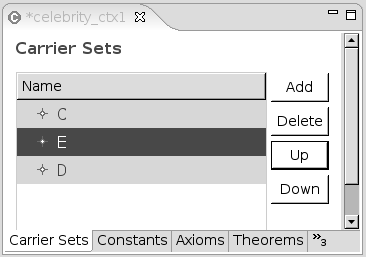 *celebrity_ctx1
Carrier Sets
Name
Add
C
Delete
E
Up
D
Down
Carrier Sets Constants Axioms Theorems »3